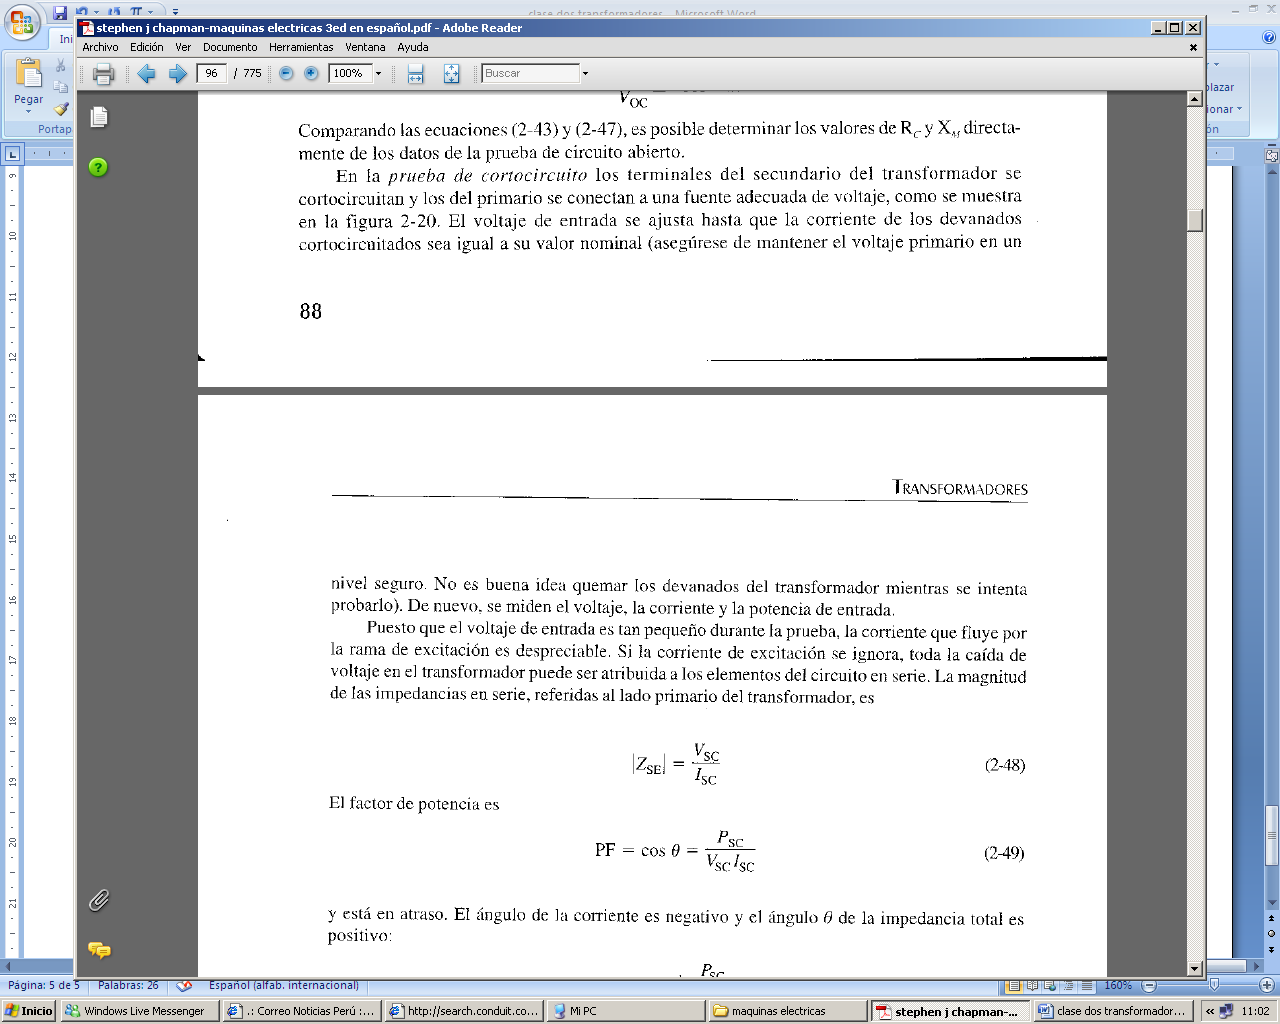 clase dos transformadores - Microsoft Word
stephen j chapman-maquinas electricas 3ed en español.pdf - Adobe Reader
Archivo Edición Ver Documento Herramientas Ventana Ayuda
96 / 775 100% Buscar
Pegar
V_OC
Comparando las ecuaciones (2-43) y (2-47), es posible determinar los valores de R_C y X_M directa-
mente de los datos de la prueba de circuito abierto.
En la prueba de cortocircuito los terminales del secundario del transformador se
cortocircuitan y los del primario se conectan a una fuente adecuada de voltaje, como se muestra
en la figura 2-20. El voltaje de entrada se ajusta hasta que la corriente de los devanados
cortocircuitados sea igual a su valor nominal (asegúrese de mantener el voltaje primario en un
88
TRANSFORMADORES
nivel seguro. No es buena idea quemar los devanados del transformador mientras se intenta
probarlo). De nuevo, se miden el voltaje, la corriente y la potencia de entrada.
Puesto que el voltaje de entrada es tan pequeño durante la prueba, la corriente que fluye por
la rama de excitación es despreciable. Si la corriente de excitación se ignora, toda la caída de
voltaje en el transformador puede ser atribuida a los elementos del circuito en serie. La magnitud
de las impedancias en serie, referidas al lado primario del transformador, es
|Z_SE| = V_SC / I_SC (2-48)
El factor de potencia es
PF = cos θ = P_SC / V_SC I_SC (2-49)
y está en atraso. El ángulo de la corriente es negativo y el ángulo θ de la impedancia total es
positivo:
P_SC
Página: 5 de 5 Palabras: 26 Español (alfab. internacional) 160%
Inicio Windows Live Messenger .: Correo Noticias Perú :... http://search.conduit.co... Mi PC maquinas electricas stephen j chapman-... clase dos transformador... « 11:02